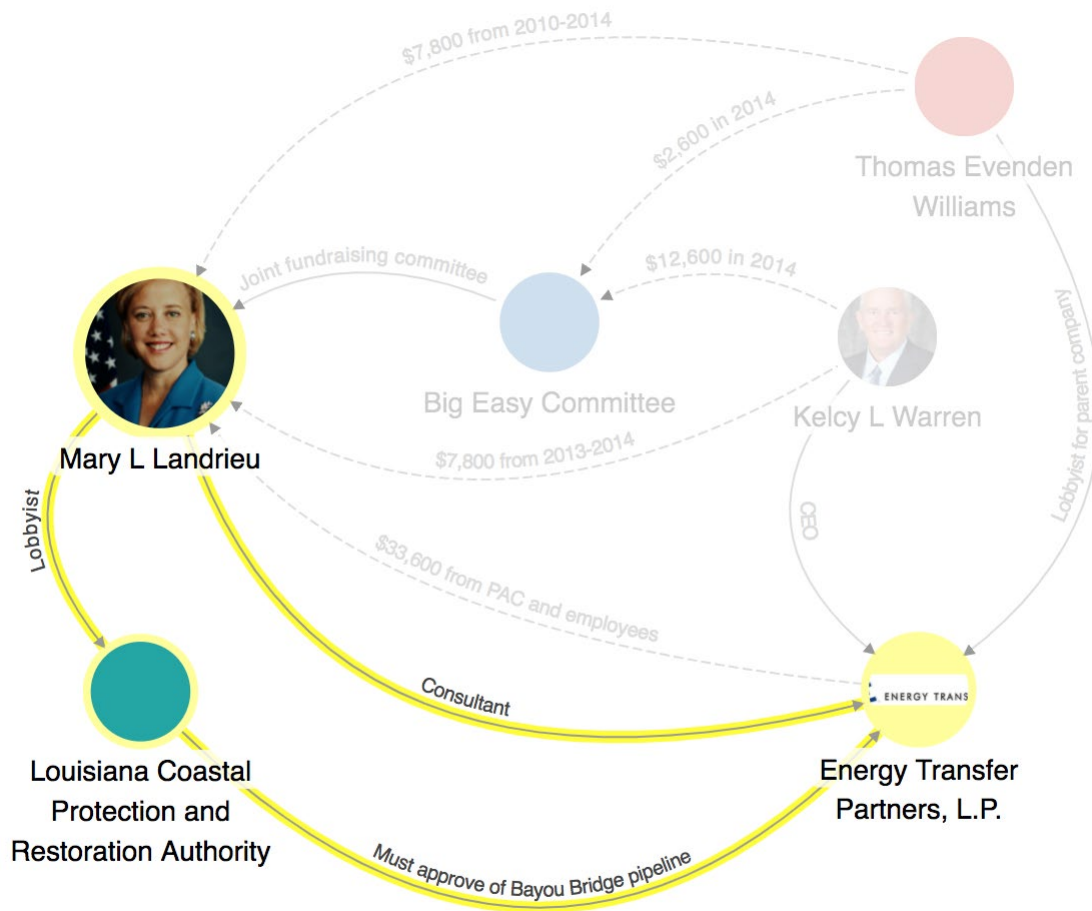 $7,800 from 2010-2014
$2,600 in 2014
Thomas Evenden
Williams
Joint fundraising committee
$12,600 in 2014
Big Easy Committee
Kelcy L Warren
Lobbyist for parent company
Mary L Landrieu
$7,800 from 2013-2014
CEO
Lobbyist
$33,600 from PAC and employees
Consultant
ENERGY TRANS
Louisiana Coastal
Protection and
Restoration Authority
Energy Transfer
Partners, L.P.
Must approve of Bayou Bridge pipeline